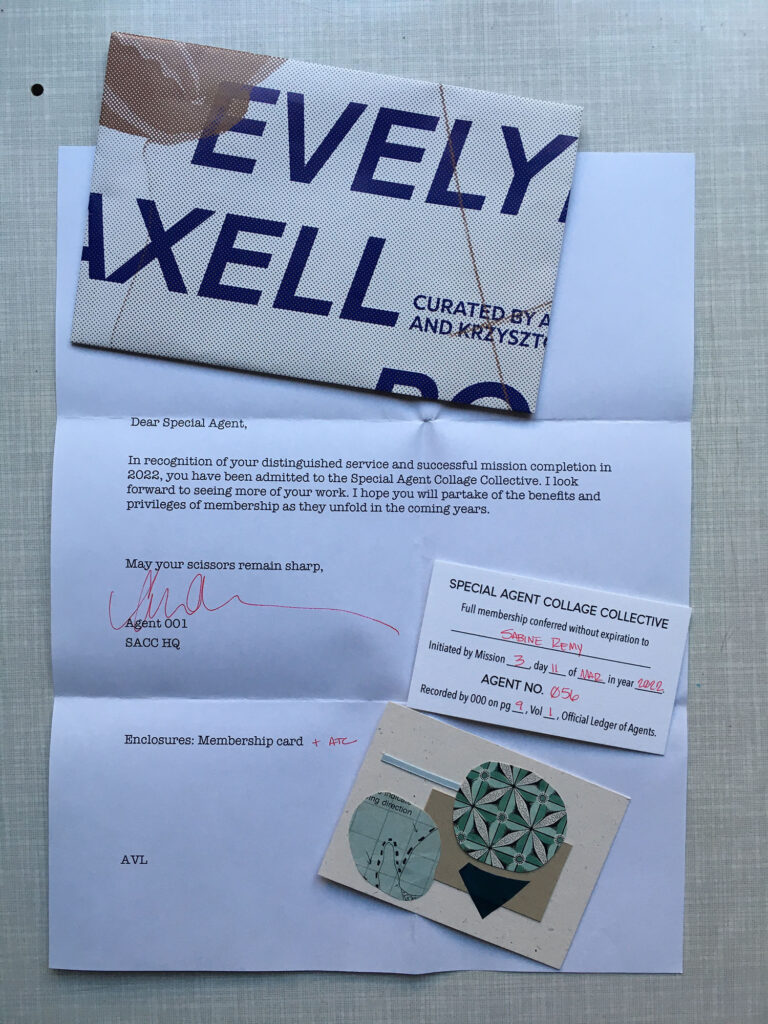 EVELY
AXELL
CURATED BY A
AND KRZYSZT
Dear Special Agent,
In recognition of your distinguished service and successful mission completion in
2022, you have been admitted to the Special Agent Collage Collective. I look
forward to seeing more of your work. I hope you will partake of the benefits and
privileges of membership as they unfold in the coming years.
May your scissors remain sharp,
Agent 001
SACC HQ
SPECIAL AGENT COLLAGE COLLECTIVE
Full membership conferred without expiration to
SABINE REMY
Initiated by Mission 3, day 11 of MAR in year 2022
AGENT NO. 056
Recorded by 000 on pg 9, Vol 1, Official Ledger of Agents.
Enclosures: Membership card + ATC
indicate
ing direction
AVL